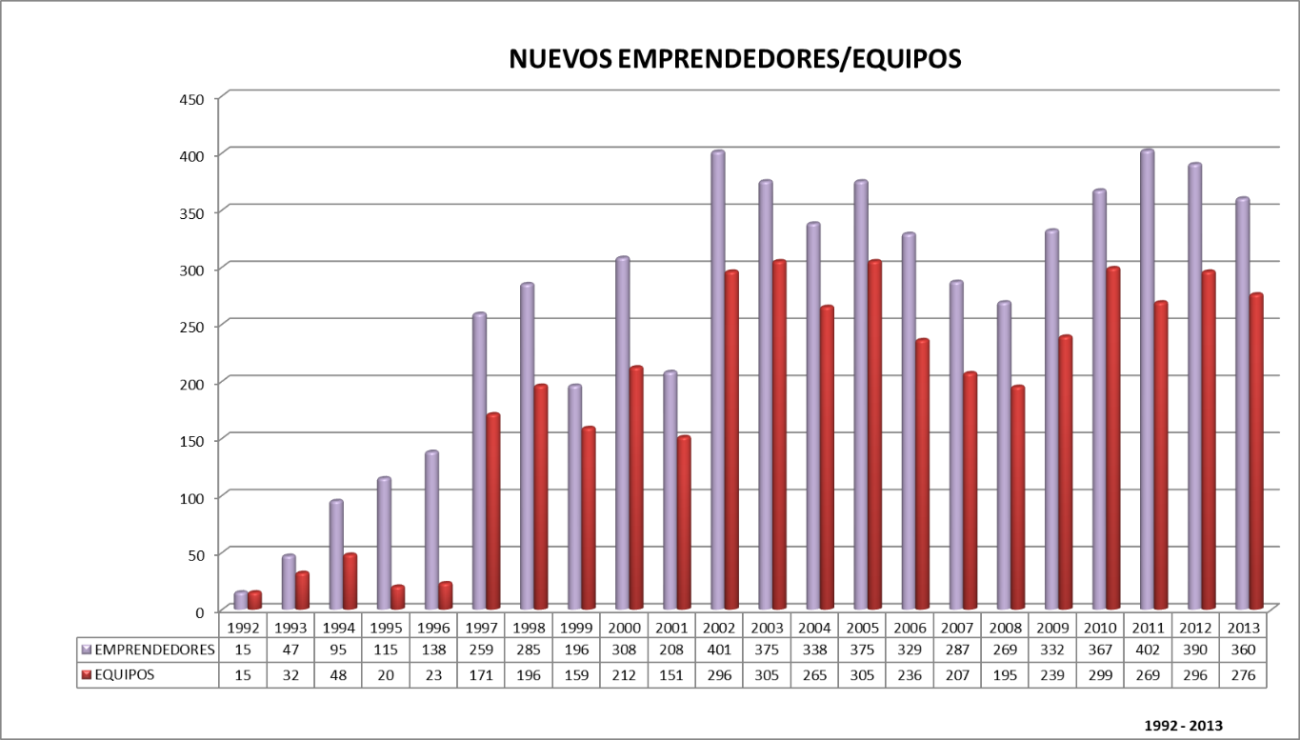 NUEVOS EMPRENDEDORES/EQUIPOS
450
400
350
300
250
200
150
100
50
0
1992 1993 1994 1995 1996 1997 1998 1999 2000 2001 2002 2003 2004 2005 2006 2007 2008 2009 2010 2011 2012 2013
EMPRENDEDORES 15 47 95 115 138 259 285 196 308 208 401 375 338 375 329 287 269 332 367 402 390 360
EQUIPOS 15 32 48 20 23 171 196 159 212 151 296 305 265 305 236 207 195 239 299 269 296 276
1992 - 2013